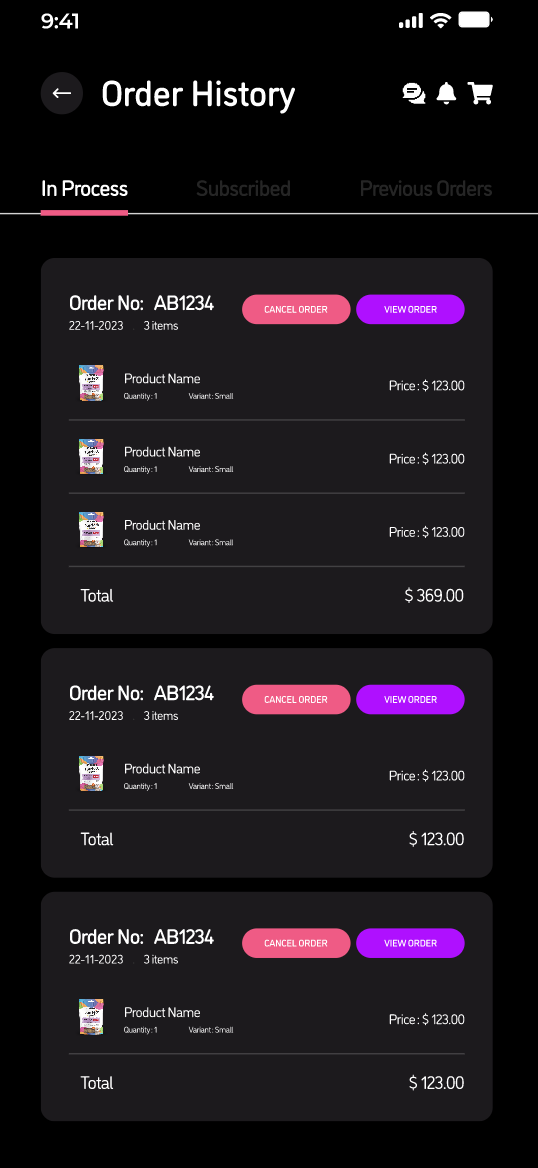 9:41
Order History
In Process Subscribed Previous Orders
Order No: AB1234 CANCEL ORDER VIEW ORDER
22-11-2023 3 items
Product Name Price : $ 123.00
Quantity: 1 Variant: Small
Product Name Price : $ 123.00
Quantity: 1 Variant: Small
Product Name Price : $ 123.00
Quantity: 1 Variant: Small
Total $ 369.00
Order No: AB1234 CANCEL ORDER VIEW ORDER
22-11-2023 3 items
Product Name Price : $ 123.00
Quantity: 1 Variant: Small
Total $ 123.00
Order No: AB1234 CANCEL ORDER VIEW ORDER
22-11-2023 3 items
Product Name Price : $ 123.00
Quantity: 1 Variant: Small
Total $ 123.00